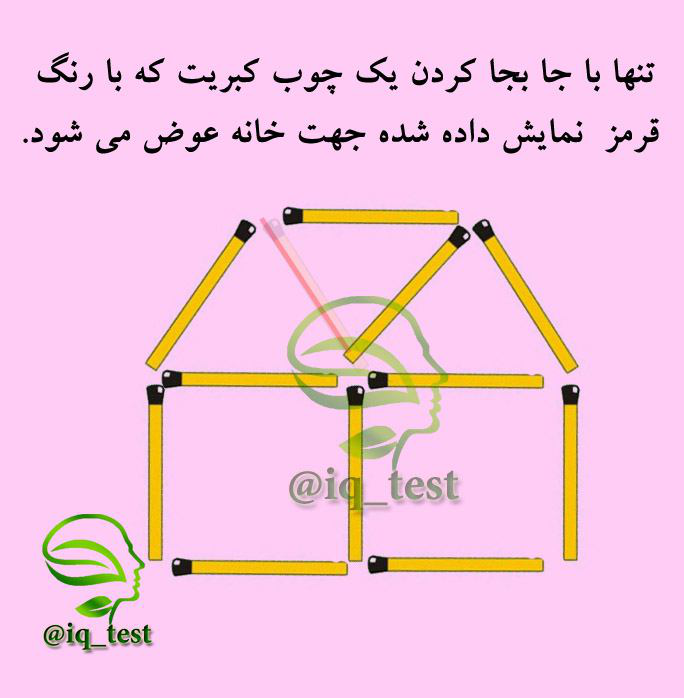 تنها با جا بجا کردن یک چوب کبریت که با رنگ
قرمز نمایش داده شده جهت خانه عوض می شود.
@iq_test
@iq_test